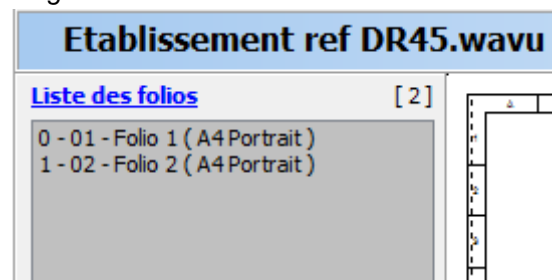 Etablissement ref DR45.wavu
Liste des folios [ 2 ]
0 - 01 - Folio 1 ( A4 Portrait )
1 - 02 - Folio 2 ( A4 Portrait )